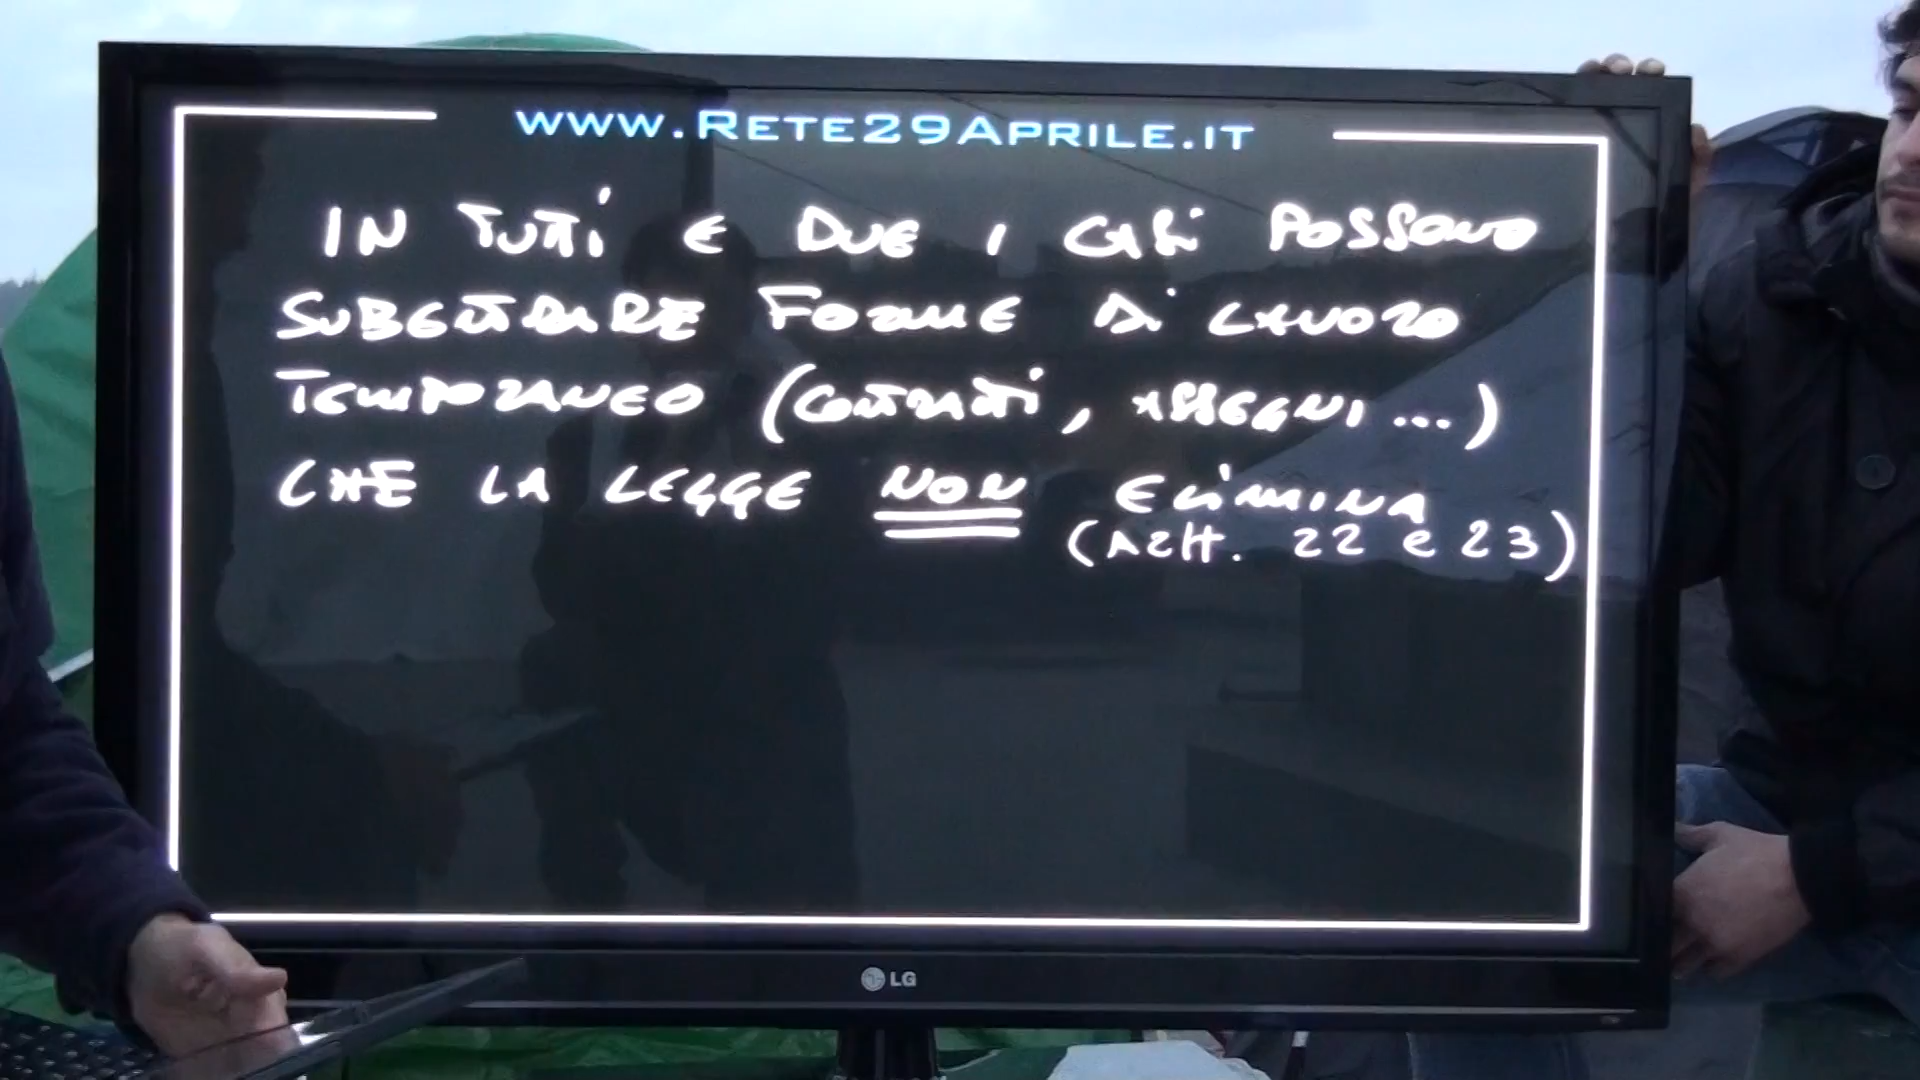 www.Rete29Aprile.it
IN TUTTI E DUE I CASI POSSONO
SUBENTRARE FORME DI LAVORO
TEMPORANEO (CONTRATTI, ASSEGNI...)
CHE LA LEGGE NON ELIMINA
(ARTT. 22 e 23)
LG